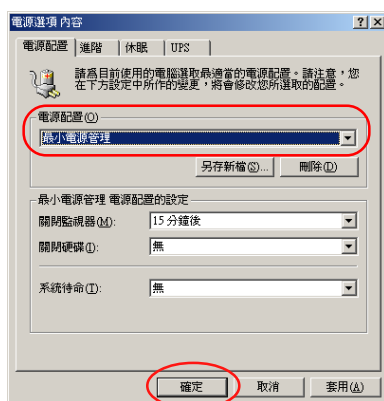 電源選項 內容
電源配置 進階 休眠 UPS
請為目前使用的電腦選取最適當的電源配置。請注意，您
在下方設定中所作的變更，將會修改您所選取的配置。
電源配置(O)
最小電源管理
另存新檔(S)... 刪除(D)
最小電源管理 電源配置的設定
關閉監視器(M): 15 分鐘後
關閉硬碟(I): 無
系統待命(T): 無
確定 取消 套用(A)